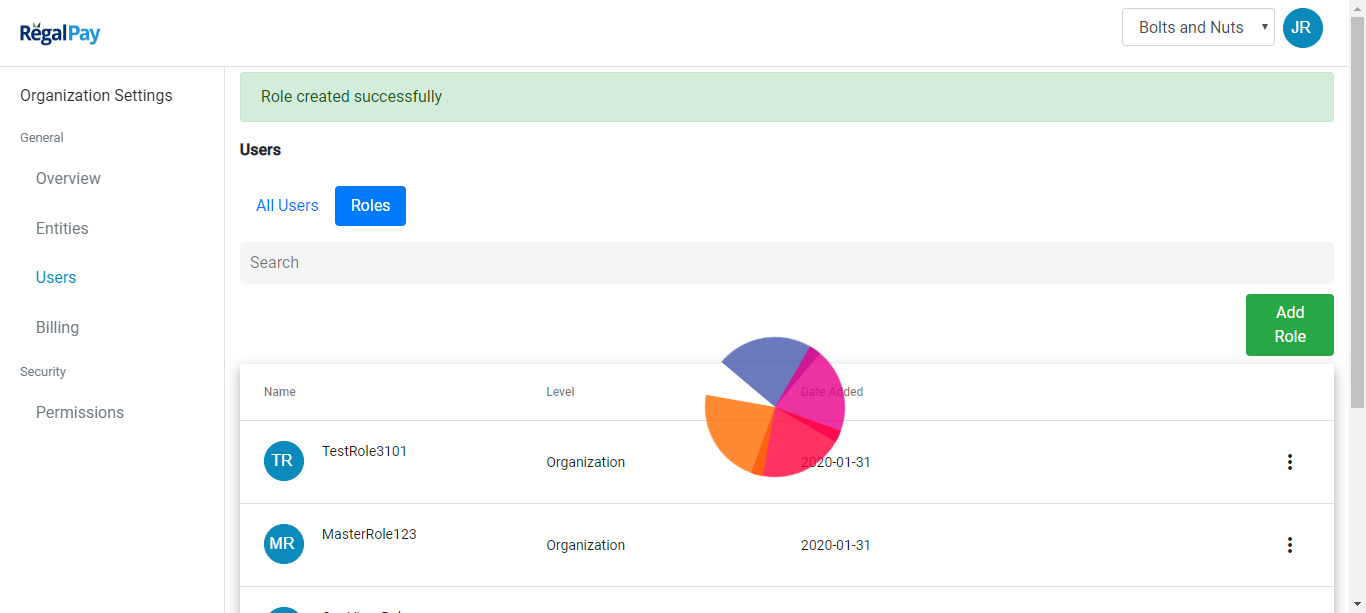 RegalPay
Bolts and Nuts
JR
Organization Settings
General
Overview
Entities
Users
Billing
Security
Permissions
Role created successfully
Users
All Users
Roles
Search
Add
Role
Name
Level
Date Added
TR
TestRole3101
Organization
2020-01-31
MR
MasterRole123
Organization
2020-01-31